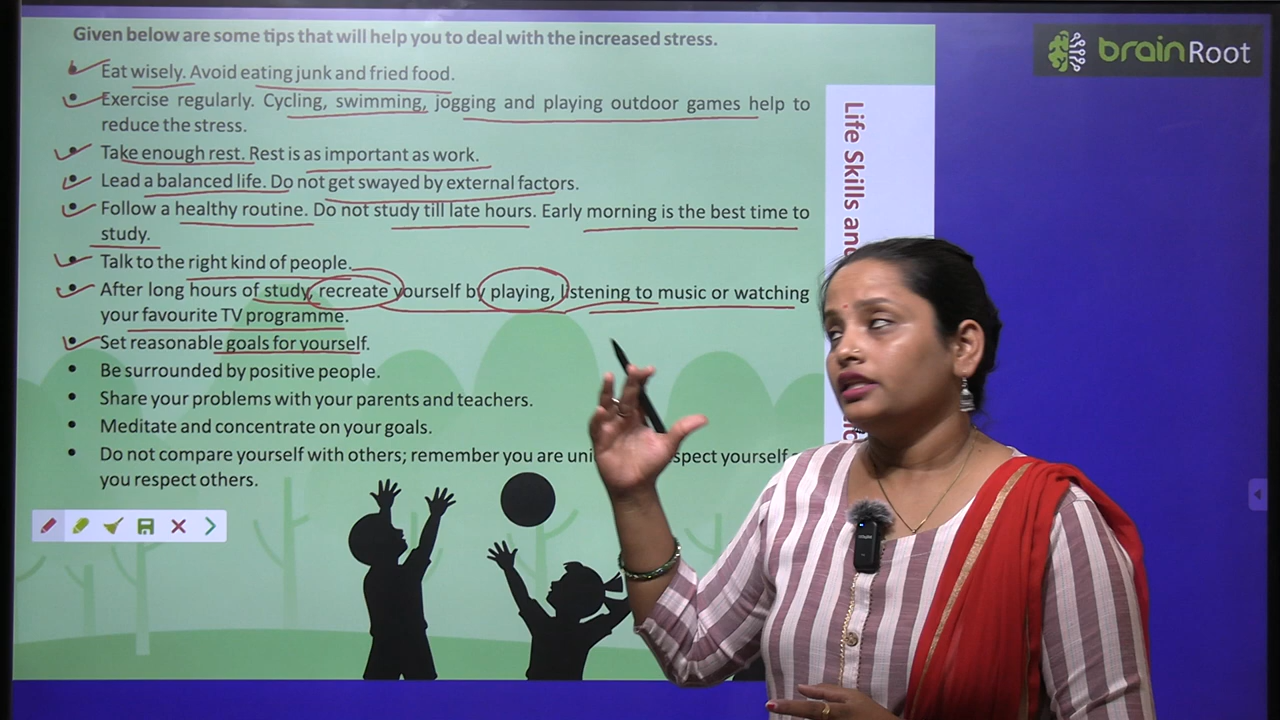 Given below are some tips that will help you to deal with the increased stress.
• Eat wisely. Avoid eating junk and fried food.
• Exercise regularly. Cycling, swimming, jogging and playing outdoor games help to
reduce the stress.
• Take enough rest. Rest is as important as work.
• Lead a balanced life. Do not get swayed by external factors.
• Follow a healthy routine. Do not study till late hours. Early morning is the best time to
study.
• Talk to the right kind of people.
• After long hours of study, recreate yourself by playing, listening to music or watching
your favourite TV programme.
• Set reasonable goals for yourself.
• Be surrounded by positive people.
• Share your problems with your parents and teachers.
• Meditate and concentrate on your goals.
• Do not compare yourself with others; remember you are yourself
you respect others.
brainRoot
Life Skills and